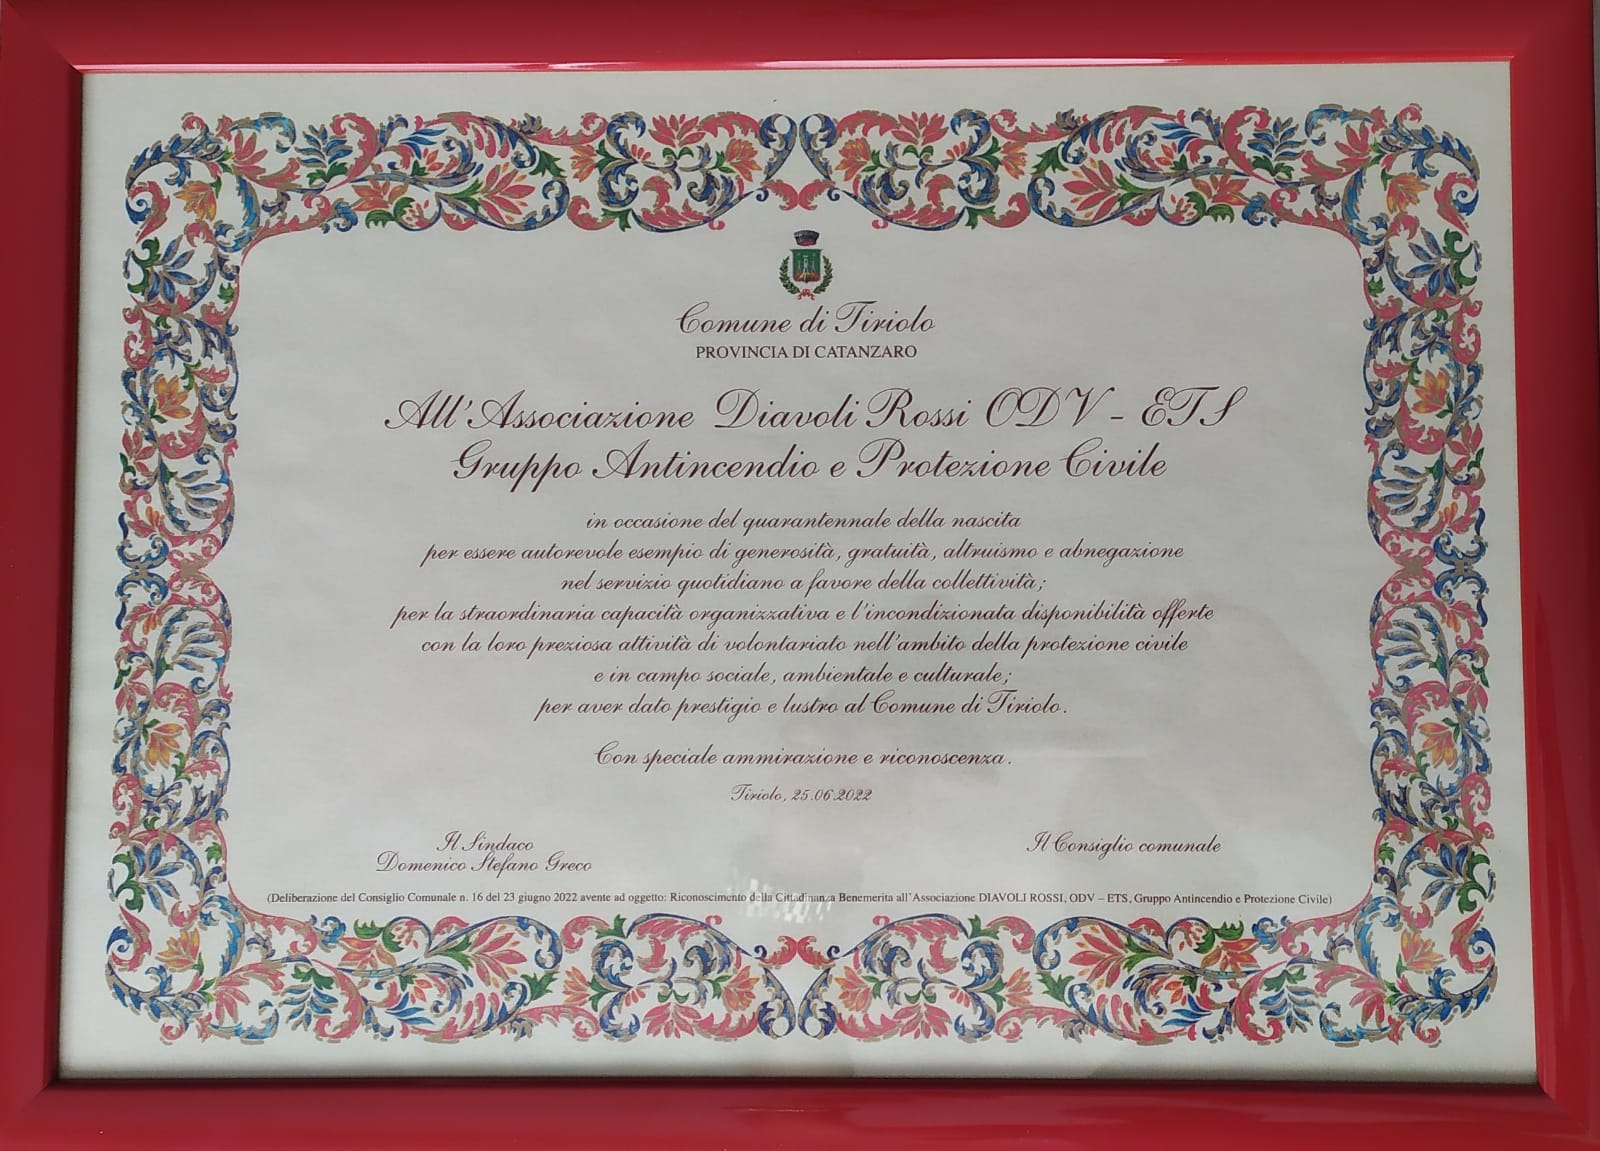 Comune di Tiriolo
PROVINCIA DI CATANZARO
All'Associazione Diavoli Rossi ODV - ETS
Gruppo Antincendio e Protezione Civile
in occasione del quarantennale della nascita
per essere autorevole esempio di generosità, gratuità, altruismo e abnegazione
nel servizio quotidiano a favore della collettività;
per la straordinaria capacità organizzativa e l'incondizionata disponibilità offerte
con la loro preziosa attività di volontariato nell'ambito della protezione civile
e in campo sociale, ambientale e culturale;
per aver dato prestigio e lustro al Comune di Tiriolo.
Con speciale ammirazione e riconoscenza.
Tiriolo, 25.06.2022
Il Sindaco
Domenico Stefano Greco
Il Consiglio comunale
(Deliberazione del Consiglio Comunale n. 16 del 23 giugno 2022 avente ad oggetto: Riconoscimento della Cittadinanza Benemerita all'Associazione DIAVOLI ROSSI, ODV – ETS, Gruppo Antincendio e Protezione Civile)